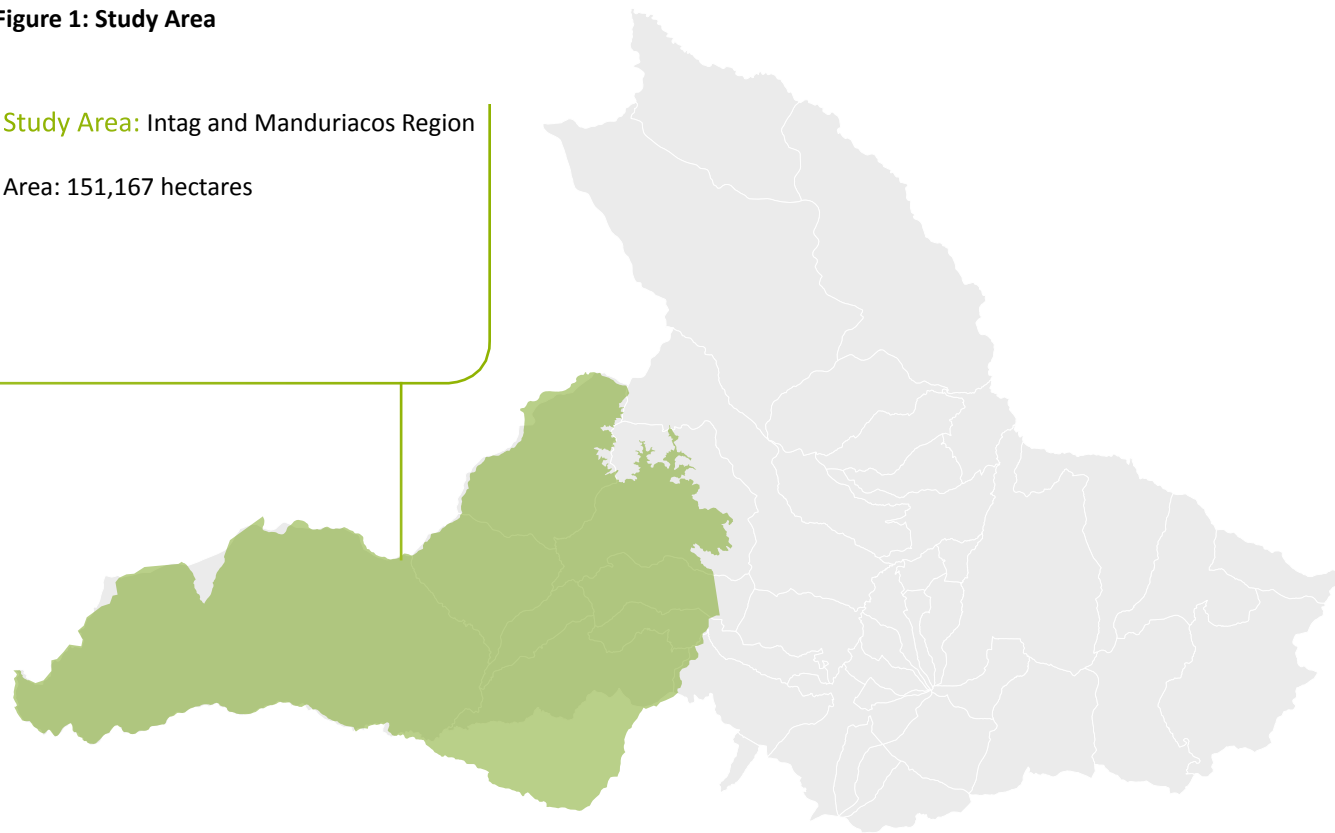 Figure 1: Study Area
Study Area: Intag and Manduriacos Region
Area: 151,167 hectares